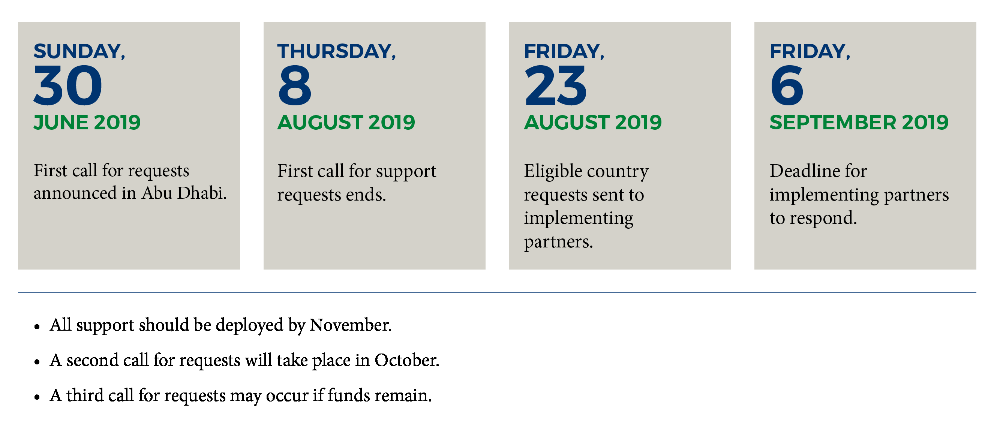 SUNDAY,
30
JUNE 2019
First call for requests
announced in Abu Dhabi.
THURSDAY,
8
AUGUST 2019
First call for support
requests ends.
FRIDAY,
23
AUGUST 2019
Eligible country
requests sent to
implementing
partners.
FRIDAY,
6
SEPTEMBER 2019
Deadline for
implementing partners
to respond.
• All support should be deployed by November.
• A second call for requests will take place in October.
• A third call for requests may occur if funds remain.